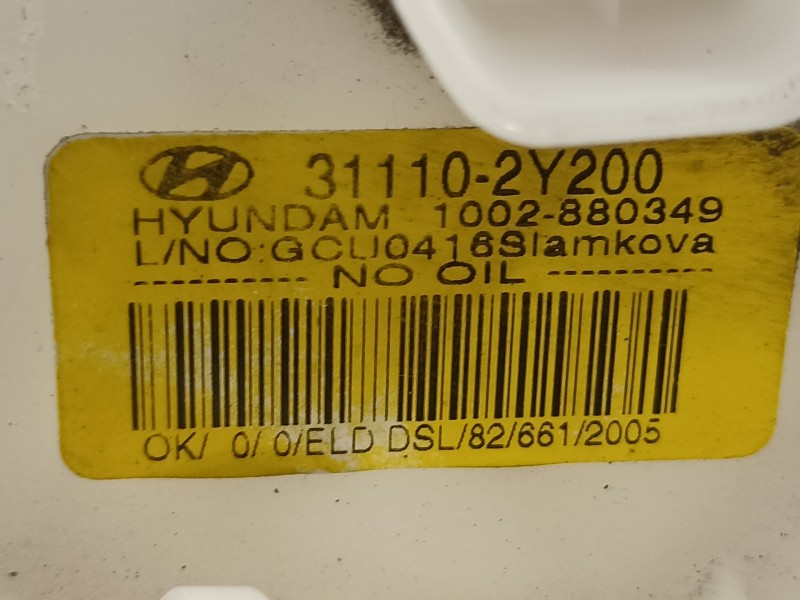 31110-2Y200
HYUNDAM 1002-880349
L/NO:GCU0416Slamkova
---------- NO OIL ----------
OK/ 0/ 0/ELD DSL/82/661/2005